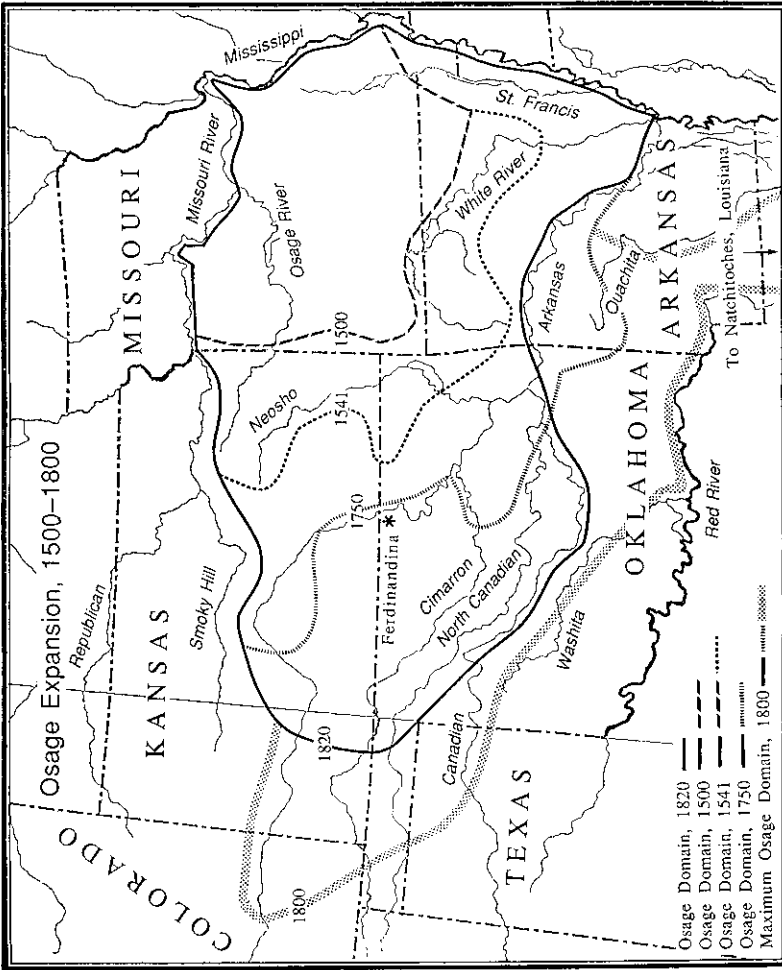 Osage Expansion, 1500–1800
COLORADO
KANSAS
MISSOURI
TEXAS
OKLAHOMA
ARKANSAS
Republican
Smoky Hill
Mississippi
Missouri River
Osage River
Neosho
White River
St. Francis
Arkansas
Ouachita
Cimarron
North Canadian
Canadian
Washita
Red River
Ferdinandina *
1500
1541
1750
1820
1800
To Natchitoches, Louisiana
Osage Domain, 1820
Osage Domain, 1500
Osage Domain, 1541
Osage Domain, 1750
Maximum Osage Domain, 1800